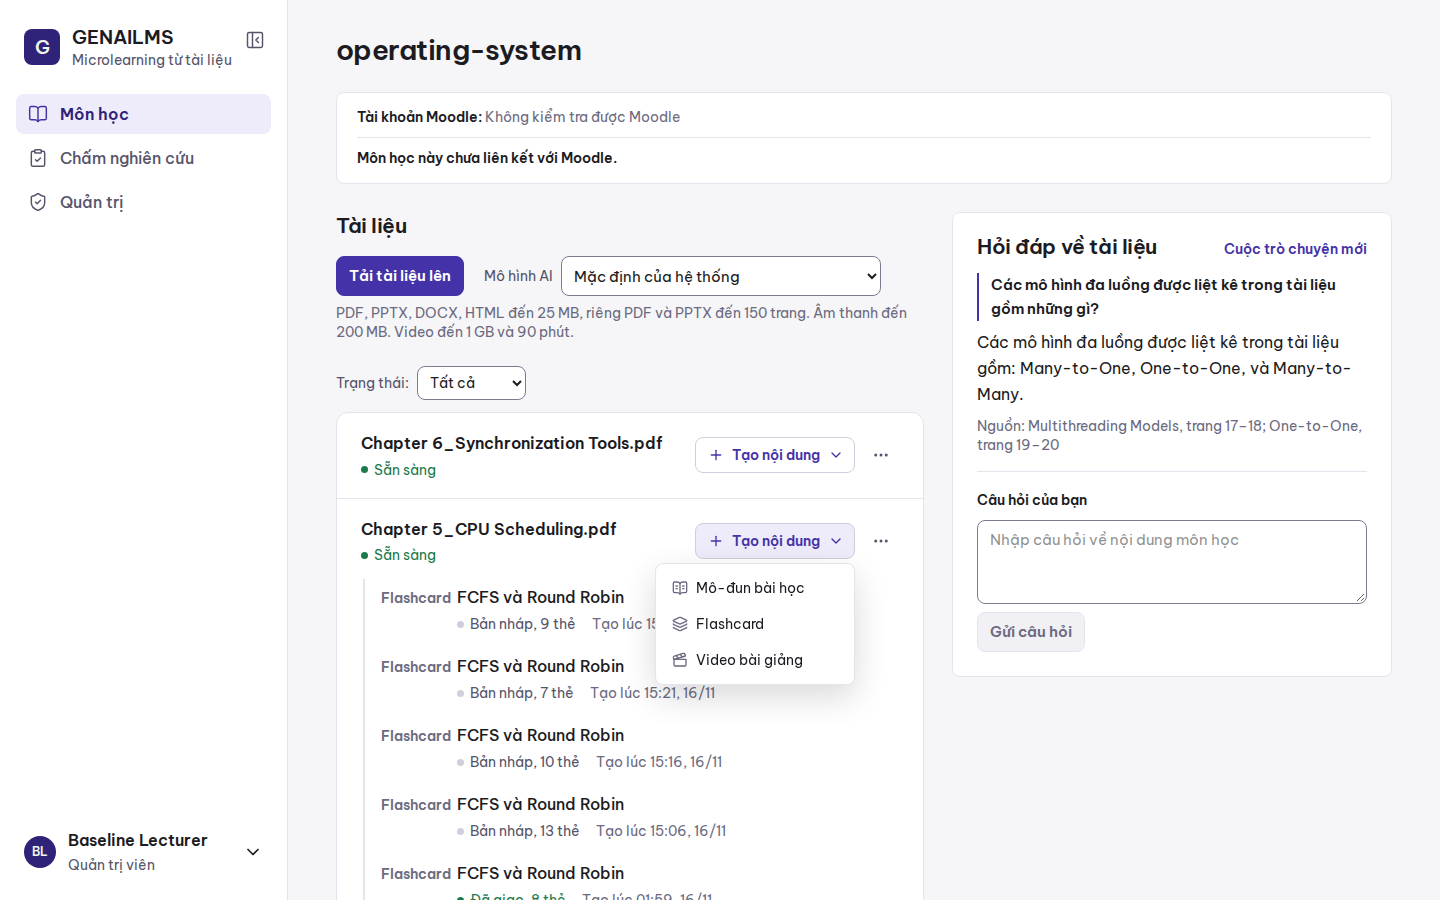 G
GENAILMS
Microlearning từ tài liệu
Môn học
Chấm nghiên cứu
Quản trị
BL
Baseline Lecturer
Quản trị viên
operating-system
Tài khoản Moodle: Không kiểm tra được Moodle
Môn học này chưa liên kết với Moodle.
Tài liệu
Tải tài liệu lên
Mô hình AI
Mặc định của hệ thống
PDF, PPTX, DOCX, HTML đến 25 MB, riêng PDF và PPTX đến 150 trang. Âm thanh đến
200 MB. Video đến 1 GB và 90 phút.
Trạng thái:
Tất cả
Chapter 6_Synchronization Tools.pdf
Sẵn sàng
Tạo nội dung
Chapter 5_CPU Scheduling.pdf
Sẵn sàng
Tạo nội dung
Mô-đun bài học
Flashcard
Video bài giảng
Flashcard FCFS và Round Robin
Bản nháp, 9 thẻ Tạo lúc
Flashcard FCFS và Round Robin
Bản nháp, 7 thẻ Tạo lúc 15:21, 16/11
Flashcard FCFS và Round Robin
Bản nháp, 10 thẻ Tạo lúc 15:16, 16/11
Flashcard FCFS và Round Robin
Bản nháp, 13 thẻ Tạo lúc 15:06, 16/11
Flashcard FCFS và Round Robin
Đã giao, 8 thẻ Tạo lúc 01:59, 16/11
Hỏi đáp về tài liệu
Cuộc trò chuyện mới
Các mô hình đa luồng được liệt kê trong tài liệu
gồm những gì?
Các mô hình đa luồng được liệt kê trong tài liệu
gồm: Many-to-One, One-to-One, và Many-to-
Many.
Nguồn: Multithreading Models, trang 17–18; One-to-One,
trang 19–20
Câu hỏi của bạn
Nhập câu hỏi về nội dung môn học
Gửi câu hỏi